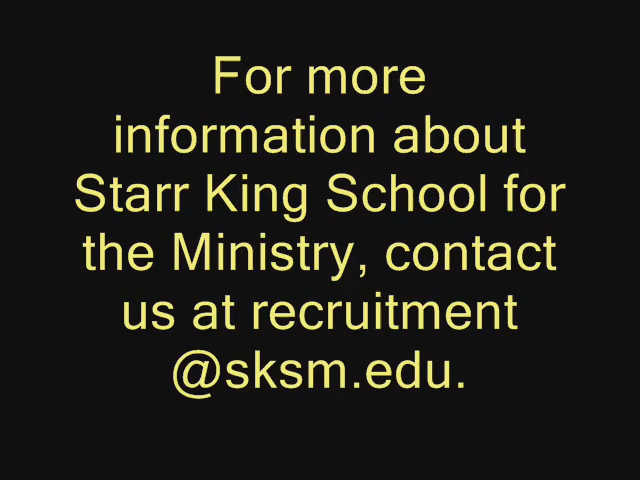 For more
information about
Starr King School for
the Ministry, contact
us at recruitment
@sksm.edu.